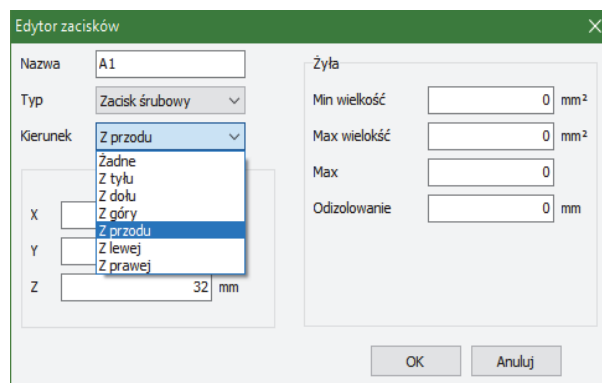 Edytor zacisków
Nazwa A1
Typ Zacisk śrubowy
Kierunek Z przodu
Żadne
Z tyłu
Z dołu
Z góry
Z przodu
Z lewej
Z prawej
X
Y
Z 32 mm
Żyła
Min wielkość 0 mm²
Max wielokść 0 mm²
Max 0
Odizolowanie 0 mm
OK Anuluj